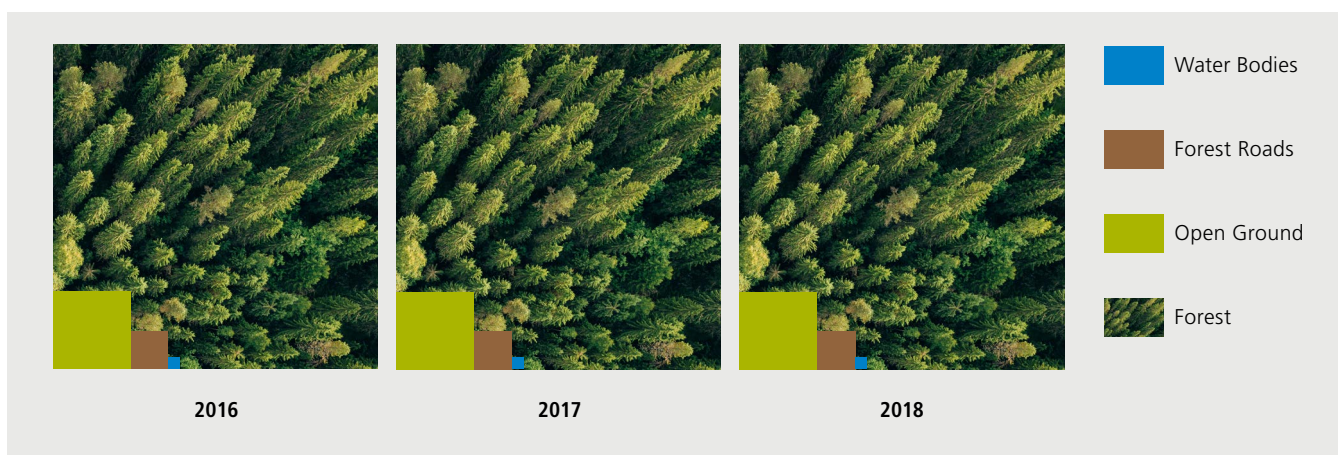 Water Bodies
Forest Roads
Open Ground
Forest
2016
2017
2018